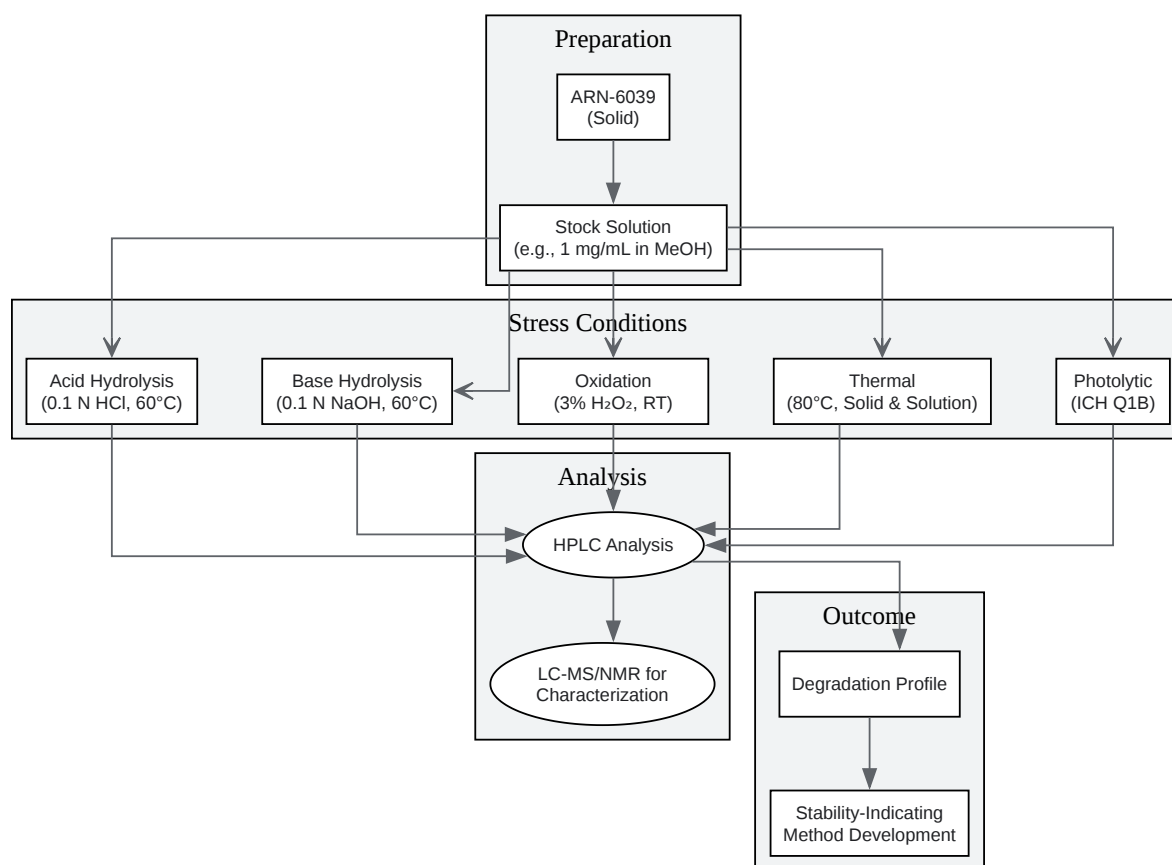 Preparation
ARN-6039
(Solid)
Stock Solution
(e.g., 1 mg/mL in MeOH)
Stress Conditions
Acid Hydrolysis
(0.1 N HCl, 60°C)
Base Hydrolysis
(0.1 N NaOH, 60°C)
Oxidation
(3% H₂O₂, RT)
Thermal
(80°C, Solid & Solution)
Photolytic
(ICH Q1B)
Analysis
HPLC Analysis
LC-MS/NMR for
Characterization
Outcome
Degradation Profile
Stability-Indicating
Method Development